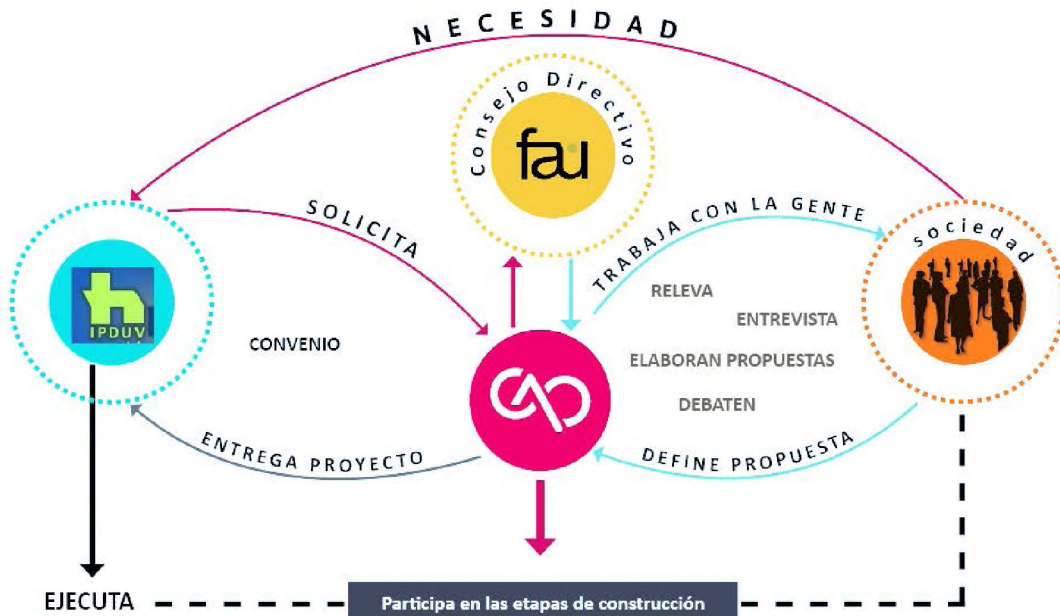 NECESIDAD
Consejo Directivo
fau
SOLICITA
TRABAJA CON LA GENTE
sociedad
IPDUV
RELEVA
ENTREVISTA
CONVENIO
ELABORAN PROPUESTAS
DEBATEN
CAP
ENTREGA PROYECTO
DEFINE PROPUESTA
EJECUTA
Participa en las etapas de construcción